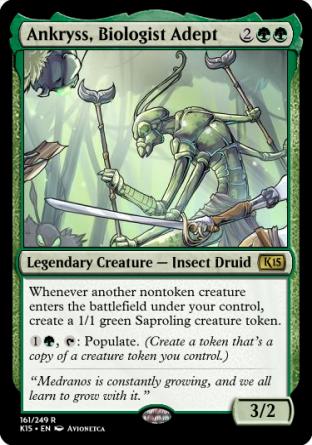 Ankryss, Biologist Adept 2
Legendary Creature — Insect Druid K15
Whenever another nontoken creature
enters the battlefield under your control,
create a 1/1 green Saproling creature token.
1 , : Populate. (Create a token that's a
copy of a creature token you control.)
"Medranos is constantly growing, and we all
learn to grow with it."
3/2
161/249 R
K15 • EN AVIONETCA